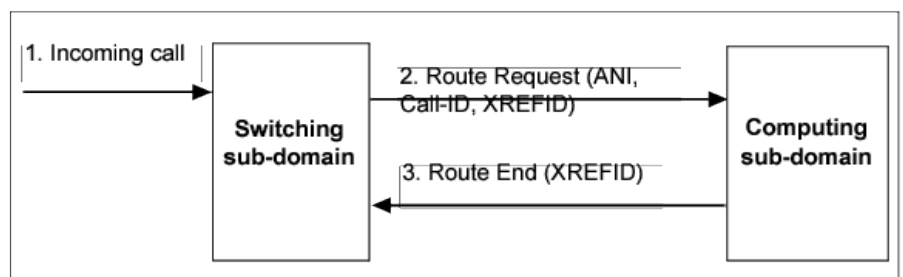 1. Incoming call
2. Route Request (ANI,
Call-ID, XREFID)
Switching
sub-domain
Computing
sub-domain
3. Route End (XREFID)